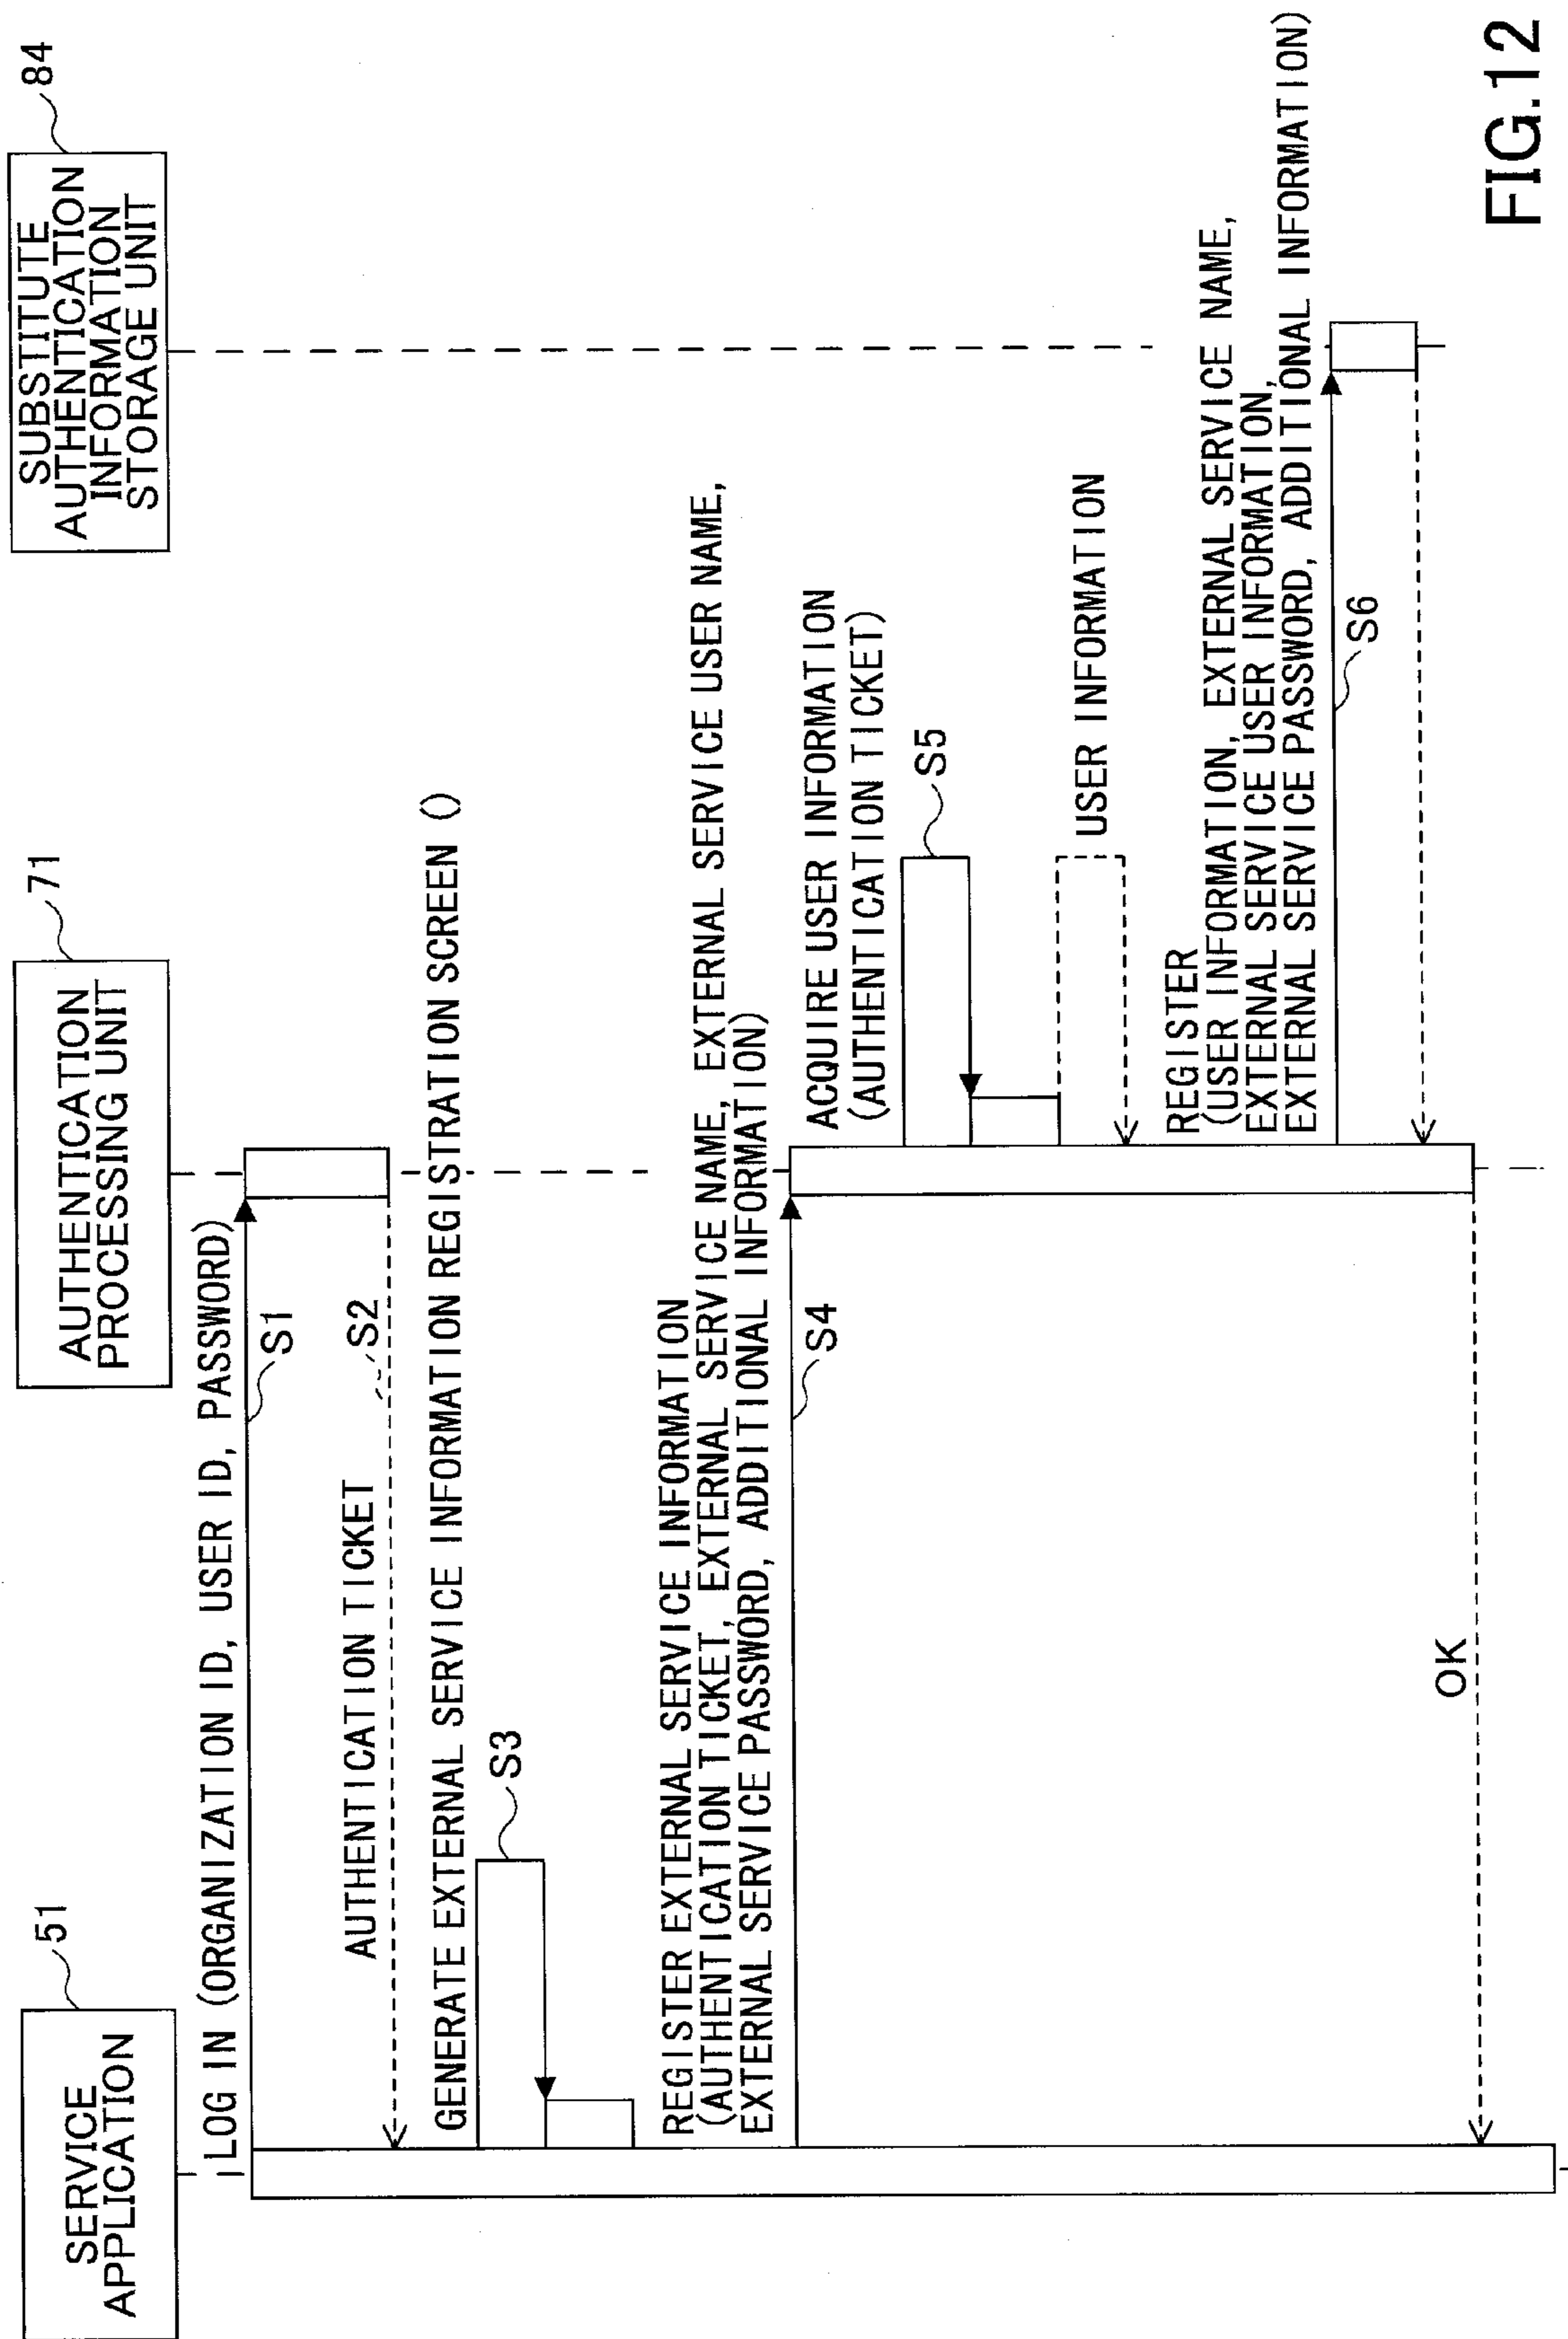 SERVICE
APPLICATION
51
AUTHENTICATION
PROCESSING UNIT
71
SUBSTITUTE
AUTHENTICATION
INFORMATION
STORAGE UNIT
84
LOG IN (ORGANIZATION ID, USER ID, PASSWORD)
S1
AUTHENTICATION TICKET
S2
GENERATE EXTERNAL SERVICE INFORMATION REGISTRATION SCREEN ()
S3
REGISTER EXTERNAL SERVICE INFORMATION
(AUTHENTICATION TICKET, EXTERNAL SERVICE NAME, EXTERNAL SERVICE USER NAME,
EXTERNAL SERVICE PASSWORD, ADDITIONAL INFORMATION)
S4
ACQUIRE USER INFORMATION
(AUTHENTICATION TICKET)
S5
USER INFORMATION
REGISTER
(USER INFORMATION, EXTERNAL SERVICE NAME,
EXTERNAL SERVICE USER INFORMATION,
EXTERNAL SERVICE PASSWORD, ADDITIONAL INFORMATION)
S6
OK
FIG.12